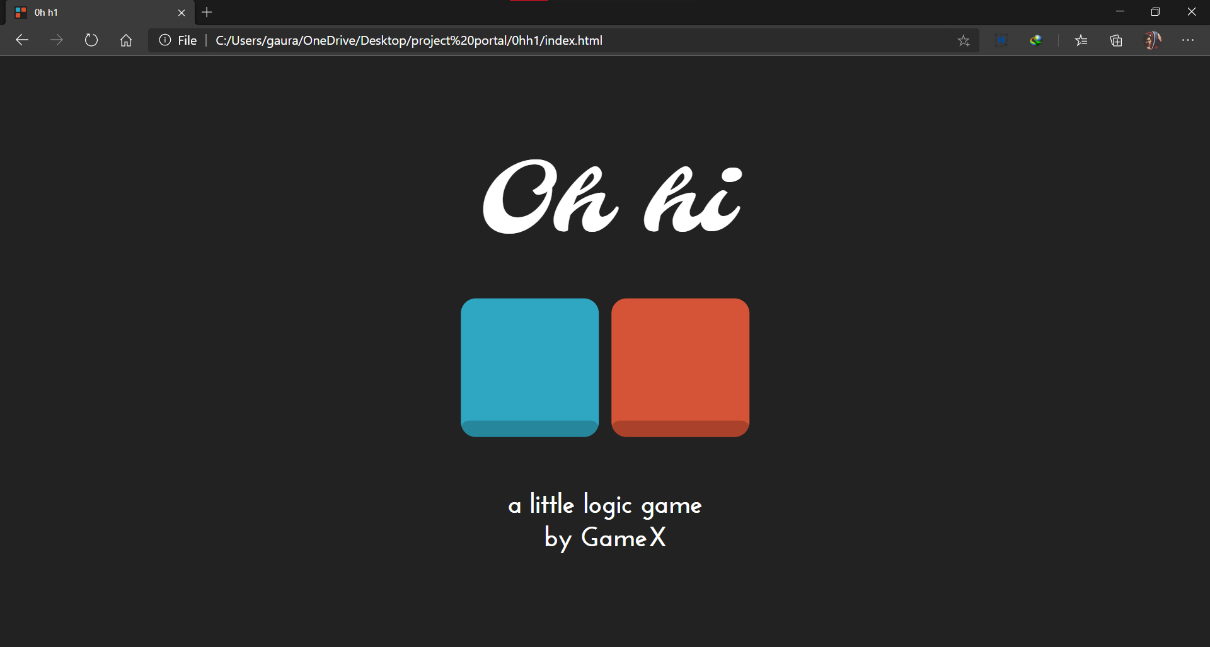 0h h1
File | C:/Users/gaura/OneDrive/Desktop/project%20portal/0hh1/index.html
Oh hi
a little logic game
by GameX